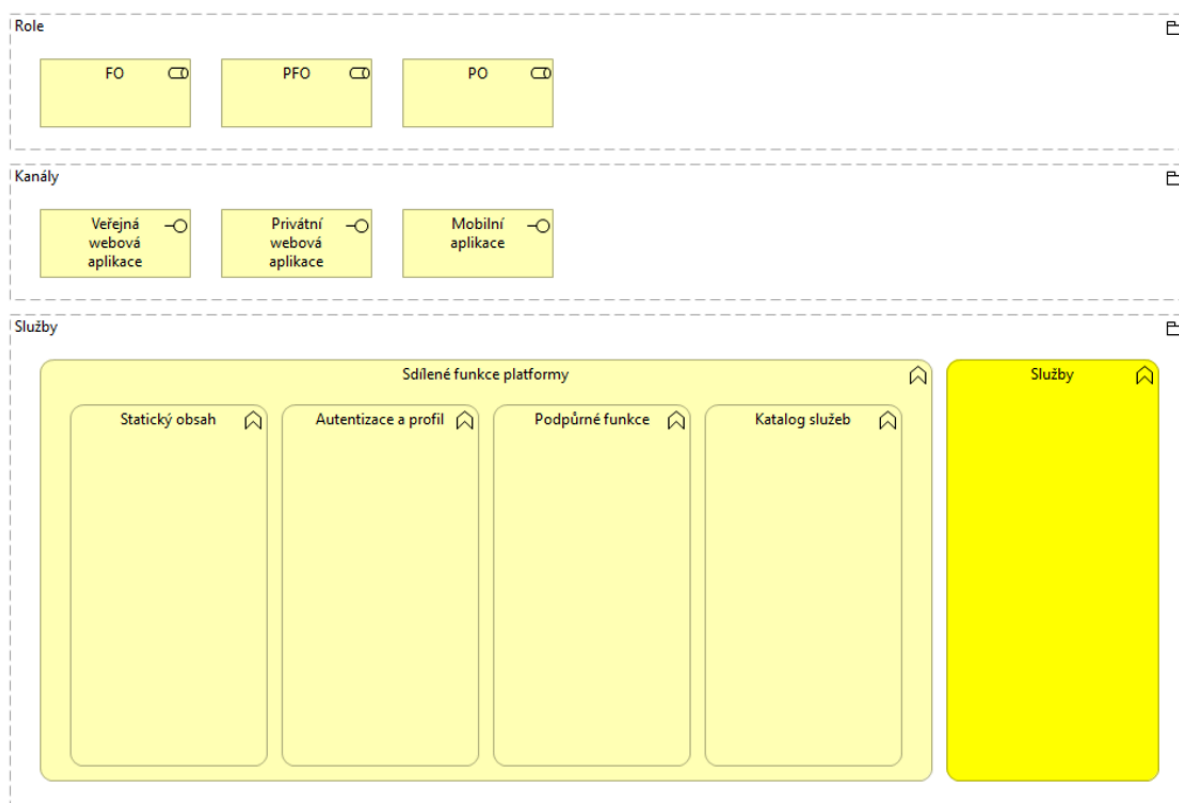 Role
FO
PFO
PO
Kanály
Veřejná
webová
aplikace
Privátní
webová
aplikace
Mobilní
aplikace
Služby
Sdílené funkce platformy
Služby
Statický obsah
Autentizace a profil
Podpůrné funkce
Katalog služeb